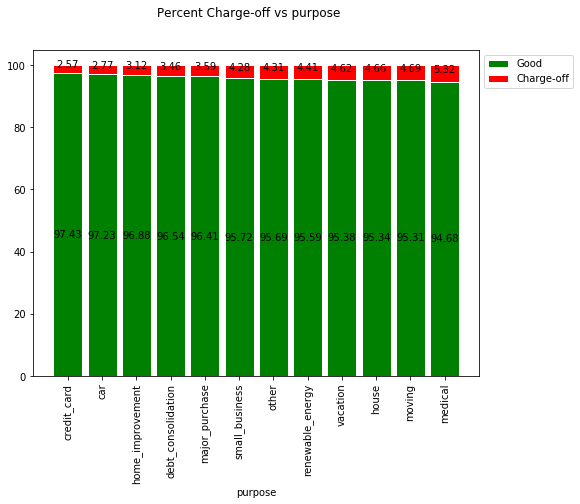 Percent Charge-off vs purpose
Good
Charge-off
100
80
60
40
20
0
2.57 2.77 3.12 3.46 3.59 4.28 4.31 4.41 4.62 4.66 4.69 5.32
97.43 97.23 96.88 96.54 96.41 95.72 95.69 95.59 95.38 95.34 95.31 94.68
credit_card
car
home_improvement
debt_consolidation
major_purchase
small_business
other
renewable_energy
vacation
house
moving
medical
purpose